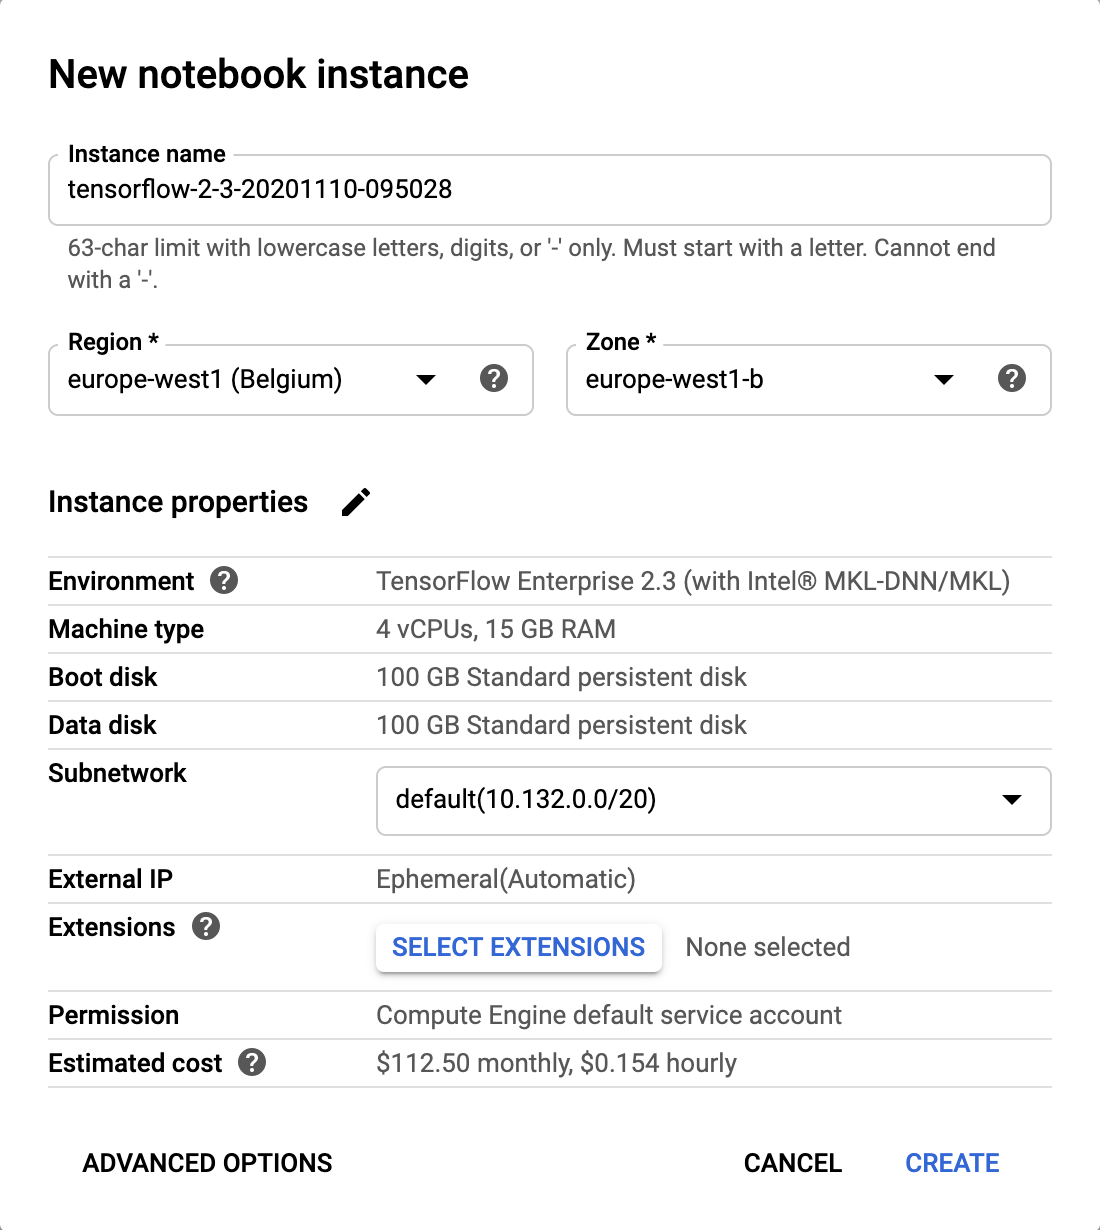 New notebook instance
Instance name
tensorflow-2-3-20201110-095028
63-char limit with lowercase letters, digits, or '-' only. Must start with a letter. Cannot end
with a '-'.
Region * Zone *
europe-west1 (Belgium) europe-west1-b
Instance properties
Environment TensorFlow Enterprise 2.3 (with Intel® MKL-DNN/MKL)
Machine type 4 vCPUs, 15 GB RAM
Boot disk 100 GB Standard persistent disk
Data disk 100 GB Standard persistent disk
Subnetwork default(10.132.0.0/20)
External IP Ephemeral(Automatic)
Extensions SELECT EXTENSIONS None selected
Permission Compute Engine default service account
Estimated cost $112.50 monthly, $0.154 hourly
ADVANCED OPTIONS CANCEL CREATE